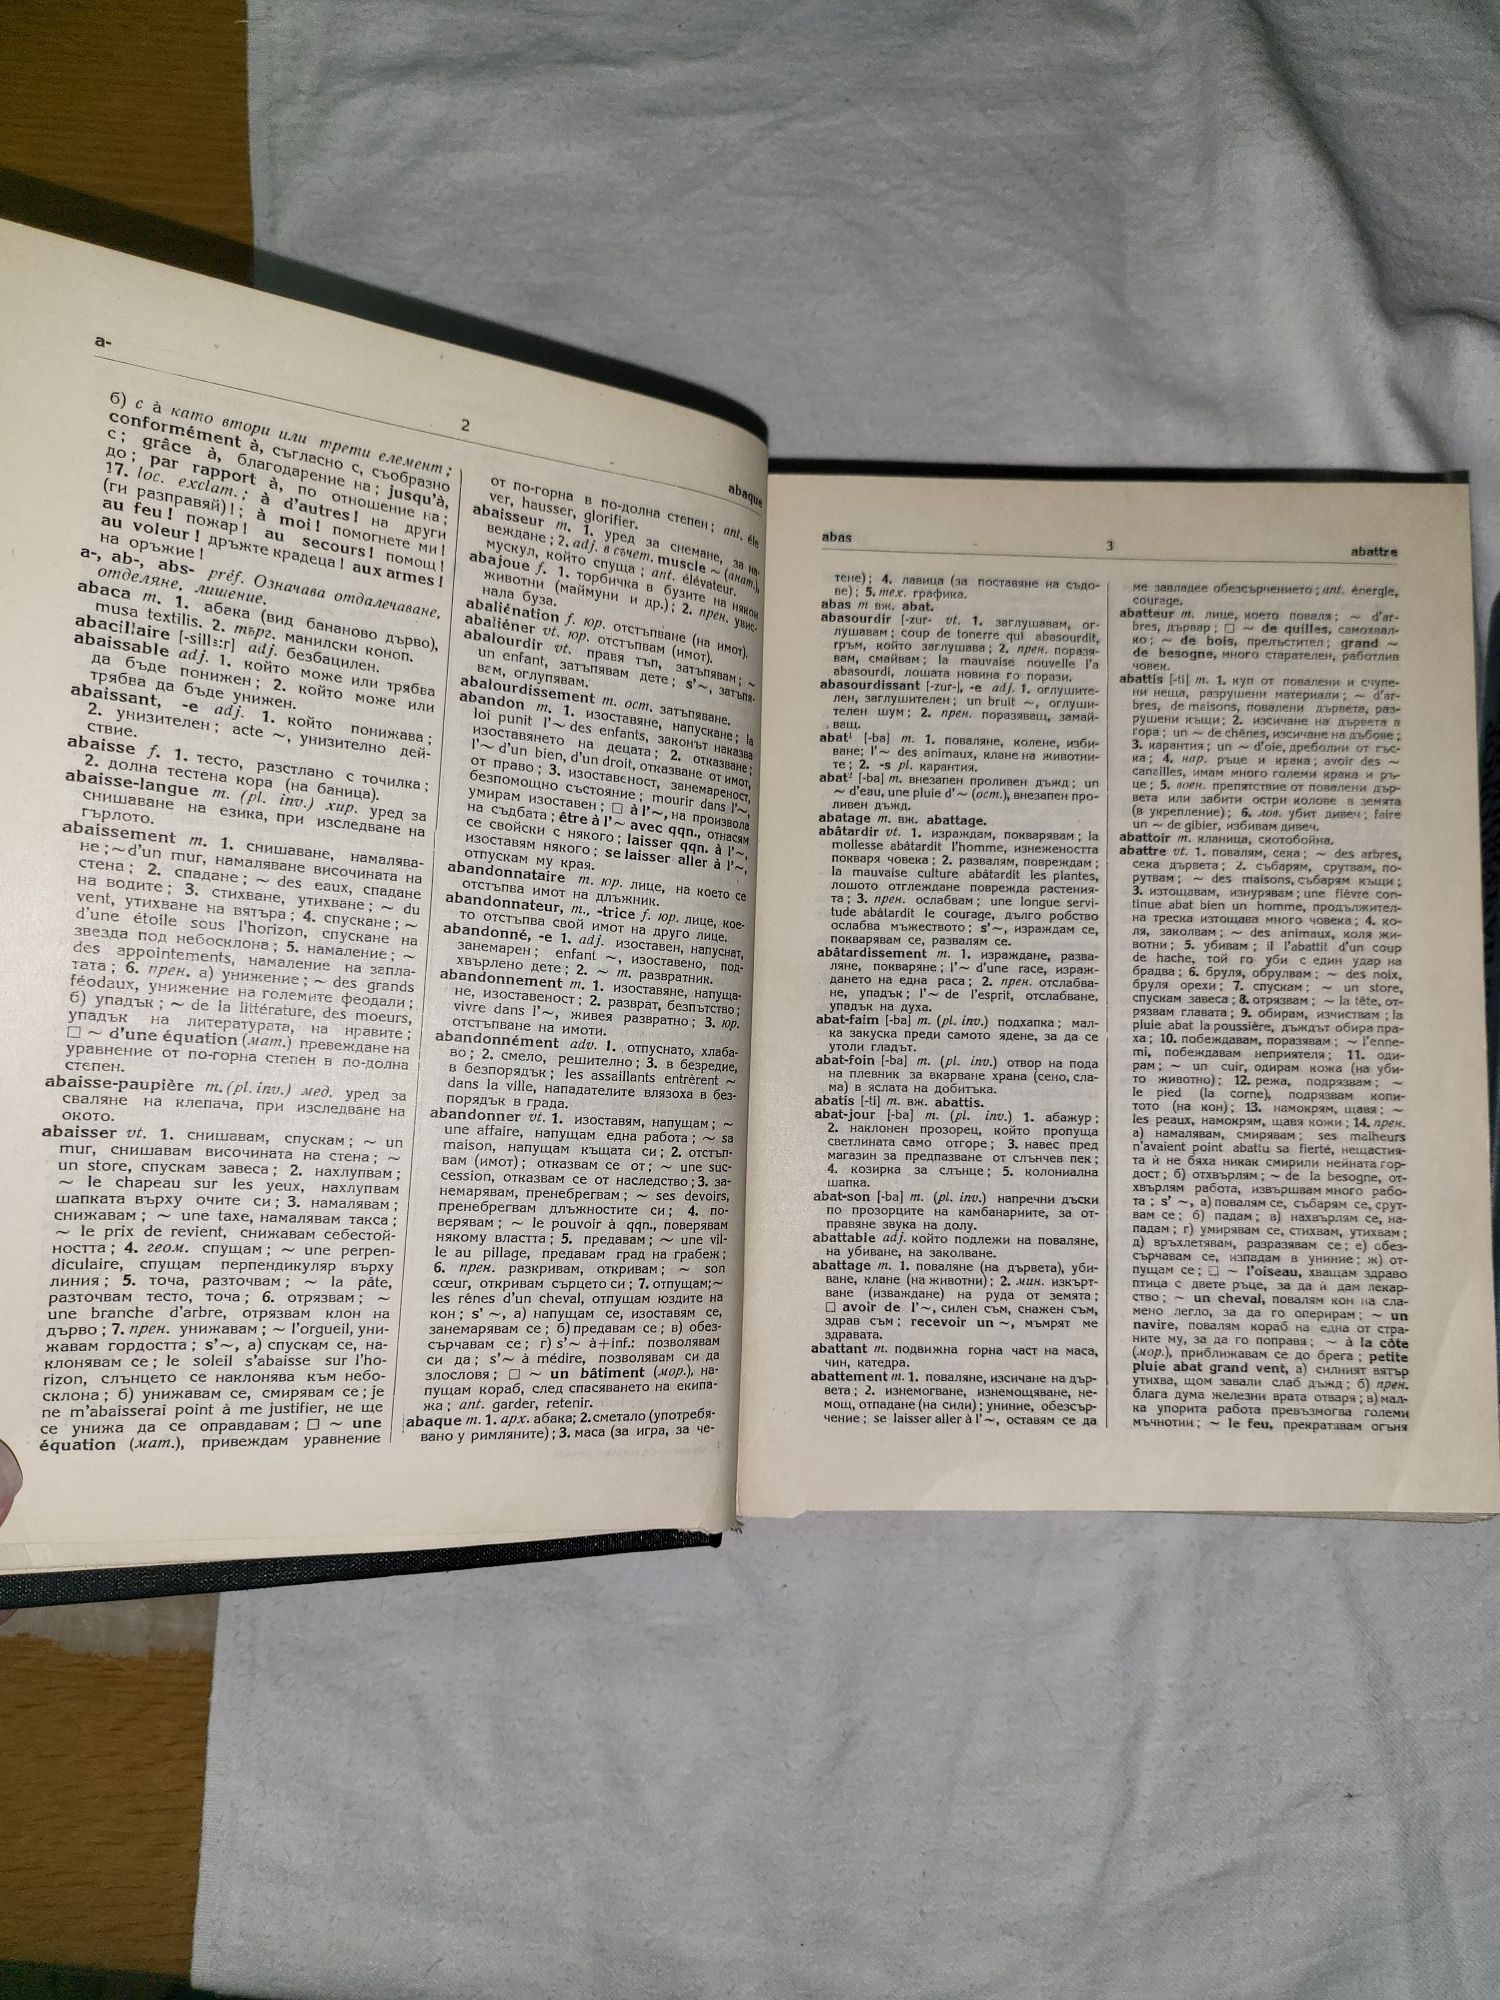 a-
2
abaque
б) с à като втори или трети елемент;
conformément à, съгласно с, съобразно
с; grâce à, благодарение на; jusqu'à,
до; par rapport à, по отношение на;
17. loc. exclam.; à d'autres! на други
(ги разправяй)!; à moi! помогнете ми!
au feu! пожар! au secours! помощ!
au voleur! дръжте крадеца! aux armes!
на оръжие!
a-, ab-, abs- préf. Означава отдалечаване,
отделяне, лишение.
abaca m. 1. абека (вид бананово дърво),
musa textilis. 2. търг. манилски коноп.
abacillaire [-sillɛ:r] adj. безбацилен.
abaissable adj. 1. който може или трябва
да бъде понижен; 2. който може или
трябва да бъде унижен.
abaissant, -e adj. 1. който понижава;
2. унизителен; acte ~, унизително дей-
ствие.
abaisse f. 1. тесто, разстлано с точилка;
2. долна тестена кора (на баница).
abaisse-langue m. (pl. inv.) хир. уред за
снишаване на езика, при изследване на
гърлото.
abaissement m. 1. снишаване, намалява-
не; ~ d'un mur, намаляване височината на
стена; 2. спадане; ~ des eaux, спадане
на водите; 3. стихване, утихване; ~ du
vent, утихване на вятъра; 4. спускане; ~
d'une étoile sous l'horizon, спускане на
звезда под небосклона; 5. намаление; ~
des appointements, намаление на запла-
тата; 6. прен. а) унижение; ~ des grands
féodaux, унижение на големите феодали;
б) упадък; ~ de la littérature, des moeurs,
упадък на литературата, на нравите;
□ ~ d'une équation (мат.) превеждане на
уравнение от по-горна степен в по-долна
степен.
abaisse-paupière m. (pl. inv.) мед. уред за
сваляне на клепача, при изследване на
окото.
abaisser vt. 1. снишавам, спускам; ~ un
mur, снишавам височината на стена; ~
un store, спускам завеса; 2. нахлупвам;
~ le chapeau sur les yeux, нахлупвам
шапката върху очите си; 3. намалявам;
снижавам; ~ une taxe, намалявам такса;
~ le prix de revient, снижавам себестой-
ността; 4. геом. спущам; ~ une perpen-
diculaire, спущам перпендикуляр върху
линия; 5. точа, разточвам; ~ la pâte,
разточвам тесто, точа; 6. отрязвам; ~
une branche d'arbre, отрязвам клон на
дърво; 7. прен. унижавам; ~ l'orgueil, уни-
жавам гордостта; s'~, а) спускам се, на-
клонявам се; le soleil s'abaisse sur l'ho-
rizon, слънцето се наклонява към небо-
склона; б) унижавам се, смирявам се; je
ne m'abaisserai point à me justifier, не ще
се унижа да се оправдавам; □ ~ une
équation (мат.), привеждам уравнение
от по-горна в по-долна степен; ant. éle
ver, hausser, glorifier.
abaisseur m. 1. уред за снемане, за на-
веждане; 2. adj. в съчет. muscle ~ (анат.),
мускул, който спуща; ant. élévateur.
abajoue f. 1. торбичка в бузите на някои
животни (маймуни и др.); 2. прен. увис-
нала буза.
abaliénation f. юр. отстъпване (на имот).
abaliéner vt. юр. отстъпвам (имот).
abalourdir vt. правя тъп, затъпявам; ~
un enfant, затъпявам дете; s'~, затъпя-
вем, оглупявам.
abalourdissement m. ост. затъпяване.
abandon m. 1. изоставяне, напускане; la
loi punit l'~ des enfants, законът наказва
изоставянето на децата; 2. отказване;
l'~ d'un bien, d'un droit, отказване от имот,
от право; 3. изоставеност, занемареност,
безпомощно състояние; mourir dans l'~,
умирам изоставен; □ à l'~, на произвола
на съдбата; être à l'~ avec qqn., отнасям
се свойски с някого; laisser qqn. à l'~,
изоставям някого; se laisser aller à l'~,
отпускам му края.
abandonnataire m. юр. лице, на което се
отстъпва имот на длъжник.
abandonnateur, m., -trice f. юр. лице, кое-
то отстъпва свой имот на друго лице.
abandonné, -e 1. adj. изоставен, напуснат,
занемарен; enfant ~, изоставено, под-
хвърлено дете; 2. ~ m. развратник.
abandonnement m. 1. изоставяне, напуща-
не, изоставеност; 2. разврат, безпътство;
vivre dans l'~, живея развратно; 3. юр.
отстъпване на имоти.
abandonnément adv. 1. отпуснато, хлаба-
во; 2. смело, решително; 3. в безредие,
в безпорядък; les assaillants entrèrent ~
dans la ville, нападателите влязоха в без-
порядък в града.
abandonner vt. 1. изоставям, напущам; ~
une affaire, напущам една работа; ~ sa
maison, напущам къщата си; 2. отстъп-
вам (имот); отказвам се от; ~ une suc-
cession, отказвам се от наследство; 3. за-
немарявам, пренебрегвам; ~ ses devoirs,
пренебрегвам длъжностите си; 4. по-
верявам; ~ le pouvoir à qqn., поверявам
някому властта; 5. предавам; ~ une vil-
le au pillage, предавам град на грабеж;
6. прен. разкривам, откривам; ~ son
cœur, откривам сърцето си; 7. отпущам; ~
les rênes d'un cheval, отпущам юздите на
кон; s'~, а) напущам се, изоставям се,
занемарявам се; б) предавам се; в) обез-
сърчавам се; г) s'~ à+inf.: позволявам
си да; s'~ à médire, позволявам си да
злословя; □ ~ un bâtiment (мор.), на-
пущам кораб, след спасяването на екипа-
жа; ant. garder, retenir.
abaque m. 1. арх. абака; 2. сметало (употребя-
вано у римляните); 3. маса (за игра, за че-
abas
3
abattre
тене); 4. лавица (за поставяне на съдо-
ве); 5. тех. графика.
abas m вж. abat.
abasourdir [-zur- vt. 1. заглушавам, ог-
лушавам; coup de tonerre qui abasourdit,
гръм, който заглушава; 2. прен. поразя-
вам, смайвам; la mauvaise nouvelle l'a
abasourdi, лошата новина го порази.
abasourdissant [-zur-], -e adj. 1. оглушите-
лен, заглушителен; un bruit ~, оглуши-
телен шум; 2. прен. поразяващ, замай-
ващ.
abat¹ [-ba] m. 1. поваляне, колене, изби-
ване; l'~ des animaux, клане на животни-
те; 2. -s pl. карантия.
abat² [-ba] m. внезапен проливен дъжд; un
~ d'eau, une pluie d'~ (ост.), внезапен про-
ливен дъжд.
abatage m. вж. abattage.
abâtardir vt. 1. израждам, покварявам; la
mollesse abâtardit l'homme, изнежеността
покваря човека; 2. развалям, повреждам;
la mauvaise culture abâtardit les plantes,
лошото отглеждане поврежда растения-
та; 3. прен. ослабвам; une longue servi-
tude abâtardit le courage, дълго робство
ослабва мъжеството; s'~, израждам се,
покварявам се, развалям се.
abâtardissement m. 1. израждане, разва-
ляне, покваряне; l'~ d'une race, израж-
дането на една раса; 2. прен. отслабва-
не, упадък; l'~ de l'esprit, отслабване,
упадък на духа.
abat-faim [-ba] m. (pl. inv.) подхапка; мал-
ка закуска преди самото ядене, за да се
утоли гладът.
abat-foin [-ba] m. (pl. inv.) отвор на пода
на плевник за вкарване храна (сено, сла-
ма) в яслата на добитъка.
abatis [-ti] m. вж. abattis.
abat-jour [-ba] m. (pl. inv.) 1. абажур;
2. наклонен прозорец, който пропуща
светлината само отгоре; 3. навес пред
магазин за предпазване от слънчев пек;
4. козирка за слънце; 5. колониална
шапка.
abat-son [-ba] m. (pl. inv.) напречни дъски
по прозорците на камбанариите, за от-
правяне звука на долу.
abattable adj. който подлежи на поваляне,
на убиване, на заколване.
abattage m. 1. поваляне (на дървета), уби-
ване, клане (на животни); 2. мин. изкърт-
ване (изваждане) на руда от земята;
□ avoir de l'~, силен съм, снажен съм,
здрав съм; recevoir un ~, мъмрят ме
здравата.
abattant m. подвижна горна част на маса,
чин, катедра.
abattement m. 1. поваляне, изсичане на дър-
вета; 2. изнемогване, изнемощяване, не-
мощ, отпадане (на сили); униние, обезсър-
чение; se laisser aller à l'~, оставям се да
ме завладее обезсърчението; ant. énergie,
courage.
abatteur m. лице, което поваля; ~ d'ar-
bres, дървар; □ ~ de quilles, самохвал-
ко; ~ de bois, прелъстител; grand ~
de besogne, много старателен, работлив
човек.
abattis [-ti] m. 1. куп от повалени и счупе-
ни неща, разрушени материали; ~ d'ar-
bres, de maisons, повалени дървета, раз-
рушени къщи; 2. изсичане на дървета в
гора; un ~ de chênes, изсичане на дъбове;
3. карантия; un ~ d'oie, дреболии от гъс-
ка; 4. нар. ръце и крака; avoir des ~
canailles, имам много големи крака и ръ-
це; 5. воен. препятствие от повалени дър-
вета или забити остри колове в земята
(в укрепление); 6. лов. убит дивеч; faire
un ~ de gibier, избивам дивеч.
abattoir m. кланица, скотобойна.
abattre vt. 1. повалям, сека; ~ des arbres,
сека дървета; 2. събарям, срутвам, по-
рутвам; ~ des maisons, събарям къщи;
3. изтощавам, изнурявам; une fièvre con-
tinue abat bien un homme, продължител-
на треска изтощава много човека; 4. ко-
ля, заколвам; ~ des animaux, коля жи-
вотни; 5. убивам; il l'abattit d'un coup
de hache, той го уби с един удар на
брадва; 6. бруля, обрулвам; ~ des noix,
бруля орехи; 7. спускам; ~ un store,
спускам завеса; 8. отрязвам; ~ la tête, от-
рязвам главата; 9. обирам, изчиствам; la
pluie abat la poussière, дъждът обира пра-
ха; 10. побеждавам, поразявам; ~ l'enne-
mi, побеждавам неприятеля; 11. оди-
рам; ~ un cuir, одирам кожа (на уби-
то животно); 12. режа, подрязвам; ~
le pied (la corne), подрязвам копи-
тото (на кон); 13. намокрям, щавя; ~
les peaux, намокрям, щавя кожи; 14. прен.
а) намалявам, смирявам; ses malheurs
n'avaient point abattu sa fierté, нещастия-
та ѝ не бяха никак смирили нейната гор-
дост; б) отхвърлям; ~ de la besogne, от-
хвърлям работа, извършвам много рабо-
та; s' ~, а) повалям се, събарям се, срут-
вам се; б) падам; в) нахвърлям се, на-
падам; г) умирявам се, стихвам, утихвам;
д) връхлетявам, разразявам се; е) обез-
сърчавам се, изпадам в униние; ж) от-
пущам се; □ ~ l'oiseau, хващам здраво
птица с двете ръце, за да ѝ дам лекар-
ство; ~ un cheval, повалям кон на сла-
мено легло, за да го оперирам; ~ un
navire, повалям кораб на една от стра-
ните му, за да го поправя; ~ à la côte
(мор.), приближавам се до брега; petite
pluie abat grand vent, а) силният вятър
утихва, щом завали слаб дъжд; б) прен.
блага дума железни врата отваря; в) мал-
ка упорита работа превъзмогва големи
мъчнотии; ~ le feu, прекратявам огъня